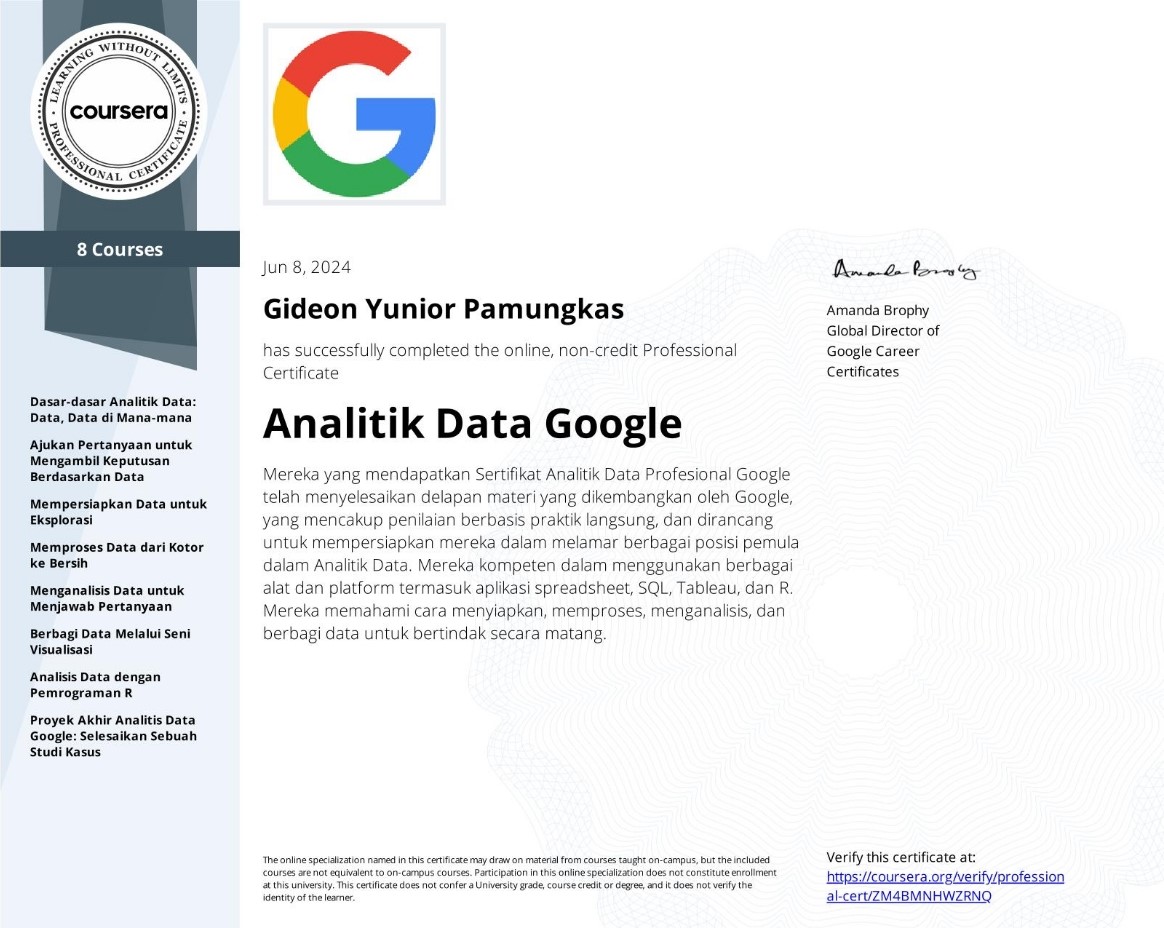 LEARNING WITHOUT LIMITS
coursera
PROFESSIONAL CERTIFICATE
8 Courses
Dasar-dasar Analitik Data:
Data, Data di Mana-mana
Ajukan Pertanyaan untuk
Mengambil Keputusan
Berdasarkan Data
Mempersiapkan Data untuk
Eksplorasi
Memproses Data dari Kotor
ke Bersih
Menganalisis Data untuk
Menjawab Pertanyaan
Berbagi Data Melalui Seni
Visualisasi
Analisis Data dengan
Pemrograman R
Proyek Akhir Analitis Data
Google: Selesaikan Sebuah
Studi Kasus
Jun 8, 2024
Gideon Yunior Pamungkas
has successfully completed the online, non-credit Professional
Certificate
Analitik Data Google
Mereka yang mendapatkan Sertifikat Analitik Data Profesional Google
telah menyelesaikan delapan materi yang dikembangkan oleh Google,
yang mencakup penilaian berbasis praktik langsung, dan dirancang
untuk mempersiapkan mereka dalam melamar berbagai posisi pemula
dalam Analitik Data. Mereka kompeten dalam menggunakan berbagai
alat dan platform termasuk aplikasi spreadsheet, SQL, Tableau, dan R.
Mereka memahami cara menyiapkan, memproses, menganalisis, dan
berbagi data untuk bertindak secara matang.
Amanda Brophy
Amanda Brophy
Global Director of
Google Career
Certificates
The online specialization named in this certificate may draw on material from courses taught on-campus, but the included
courses are not equivalent to on-campus courses. Participation in this online specialization does not constitute enrollment
at this university. This certificate does not confer a University grade, course credit or degree, and it does not verify the
identity of the learner.
Verify this certificate at:
https://coursera.org/verify/profession
al-cert/ZM4BMNHWZRNQ